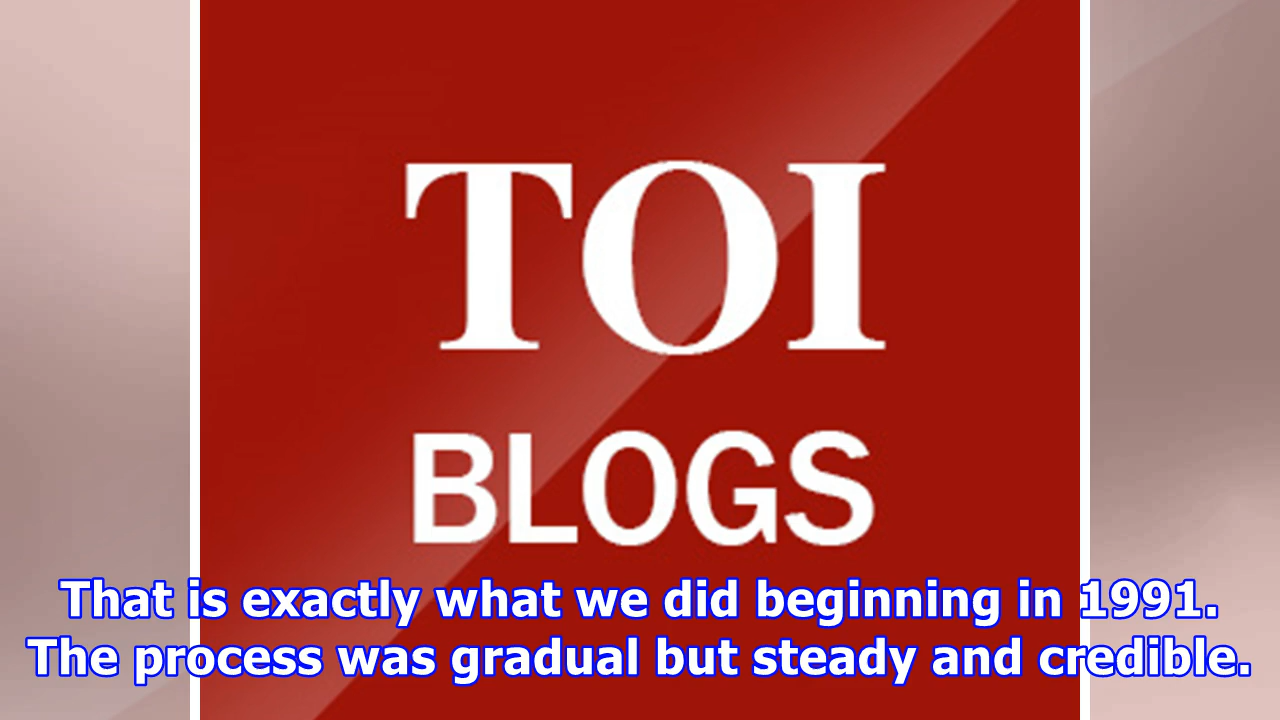 TOI
BLOGS
That is exactly what we did beginning in 1991.
The process was gradual but steady and credible.